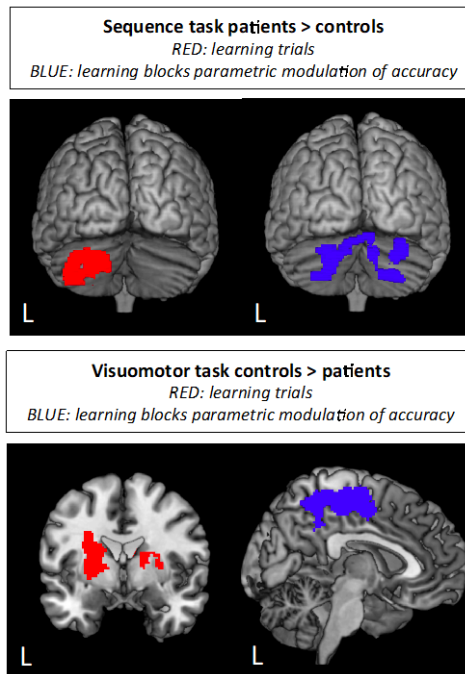 Sequence task patients > controls
RED: learning trials
BLUE: learning blocks parametric modulation of accuracy
L
L
Visuomotor task controls > patients
RED: learning trials
BLUE: learning blocks parametric modulation of accuracy
L
L